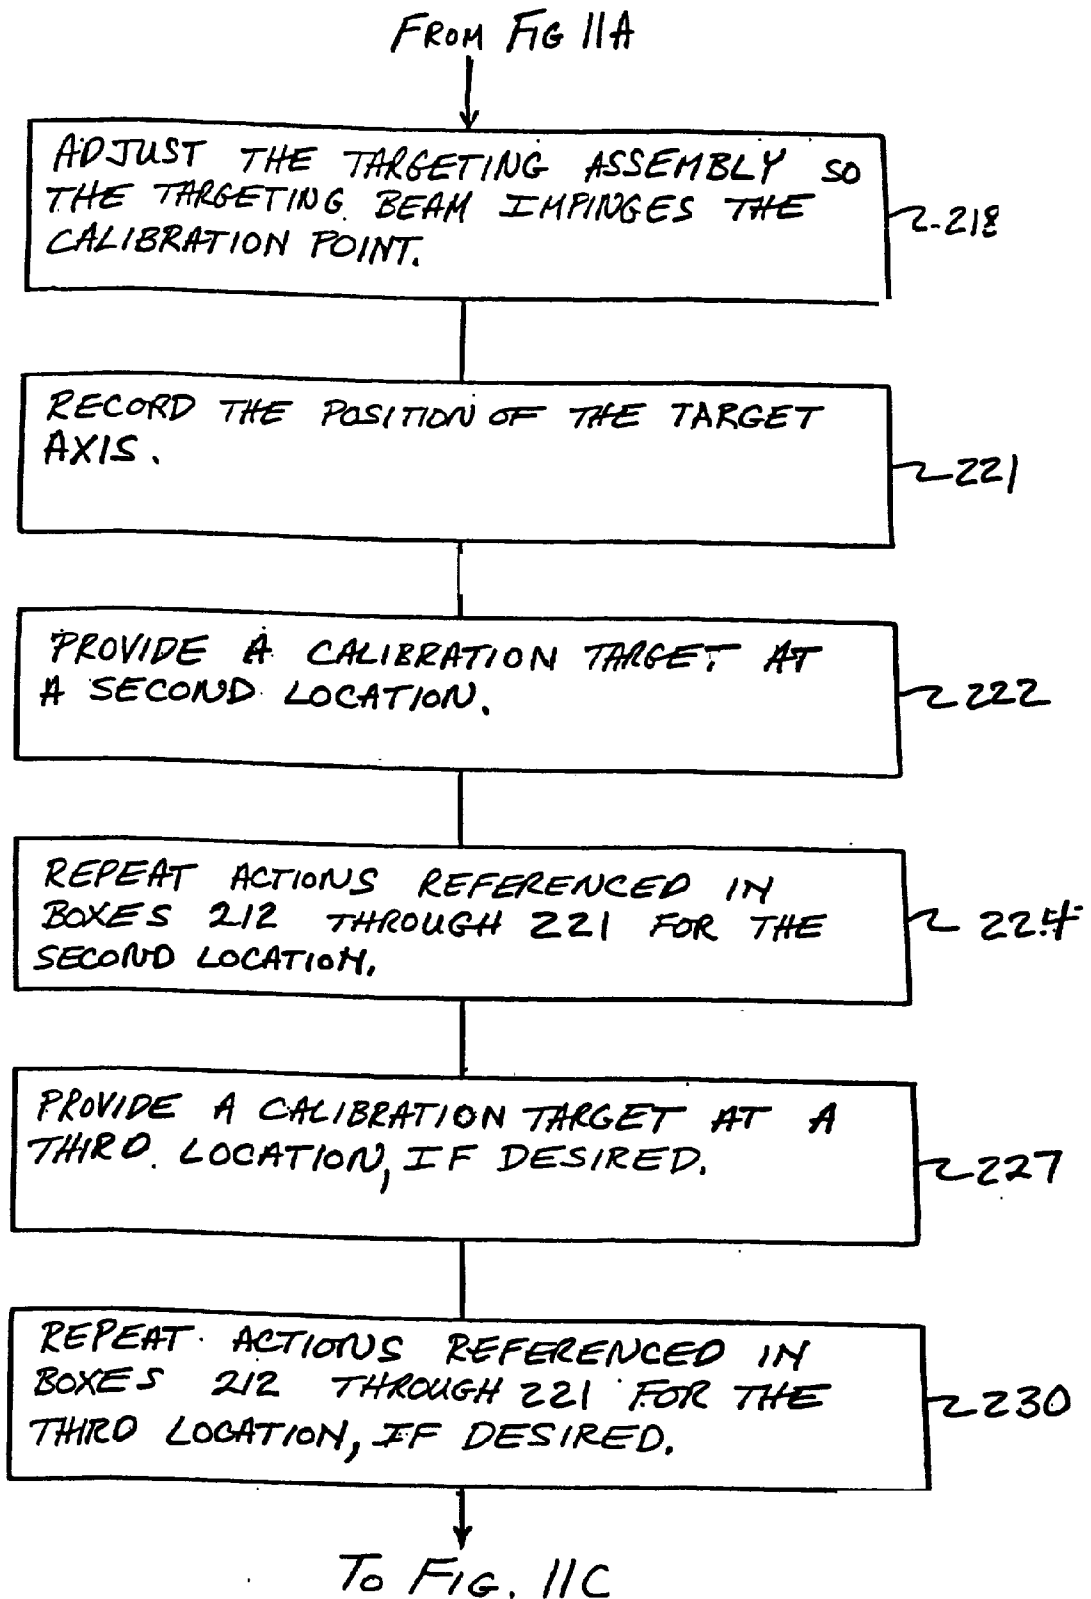 FROM FIG 11A
ADJUST THE TARGETING ASSEMBLY SO
THE TARGETING BEAM IMPINGES THE
CALIBRATION POINT.
218
RECORD THE POSITION OF THE TARGET
AXIS.
221
PROVIDE A CALIBRATION TARGET AT
A SECOND LOCATION.
222
REPEAT ACTIONS REFERENCED IN
BOXES 212 THROUGH 221 FOR THE
SECOND LOCATION.
224
PROVIDE A CALIBRATION TARGET AT A
THIRD LOCATION, IF DESIRED.
227
REPEAT ACTIONS REFERENCED IN
BOXES 212 THROUGH 221 FOR THE
THIRD LOCATION, IF DESIRED.
230
TO FIG. 11C